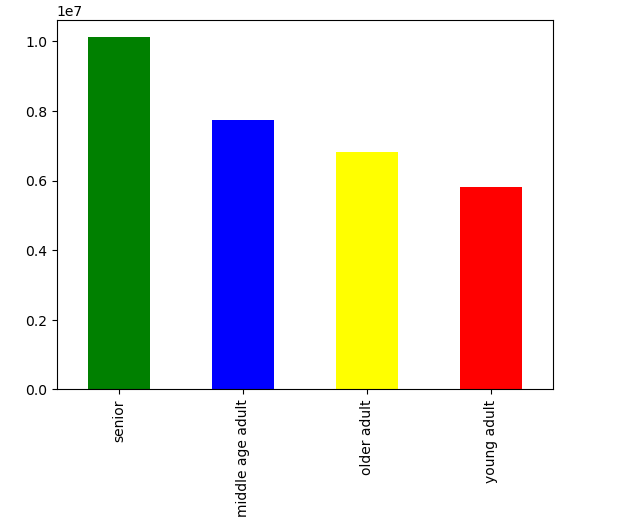 1e7
1.0
0.8
0.6
0.4
0.2
0.0
senior
middle age adult
older adult
young adult